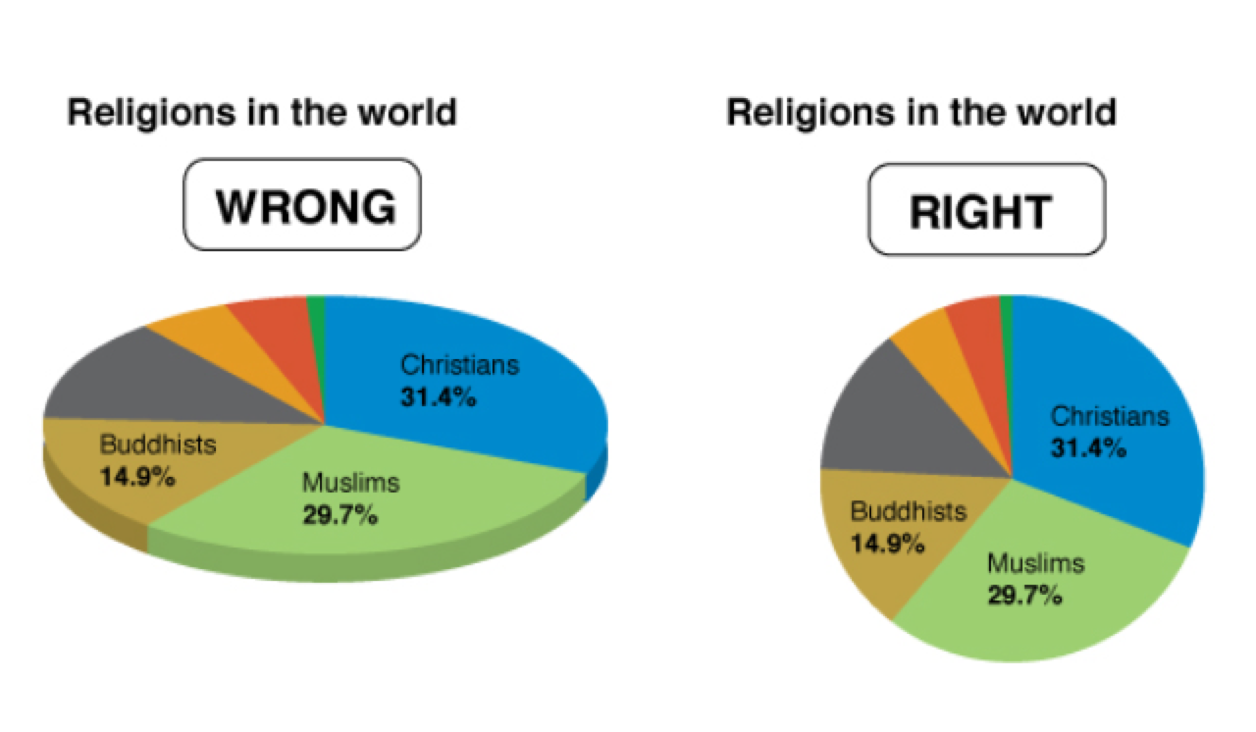 Religions in the world
WRONG
Christians
31.4%
Buddhists
14.9%
Muslims
29.7%
Religions in the world
RIGHT
Christians
31.4%
Buddhists
14.9%
Muslims
29.7%